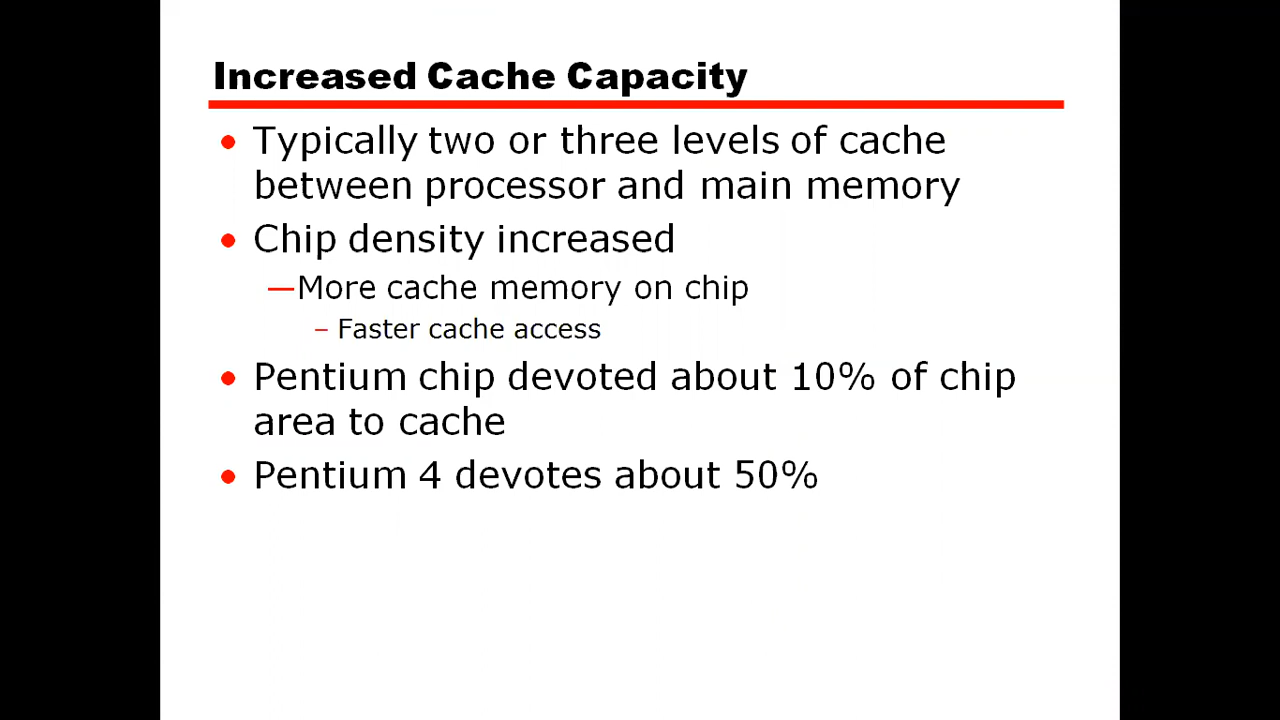 Increased Cache Capacity
• Typically two or three levels of cache
between processor and main memory
• Chip density increased
—More cache memory on chip
– Faster cache access
• Pentium chip devoted about 10% of chip
area to cache
• Pentium 4 devotes about 50%